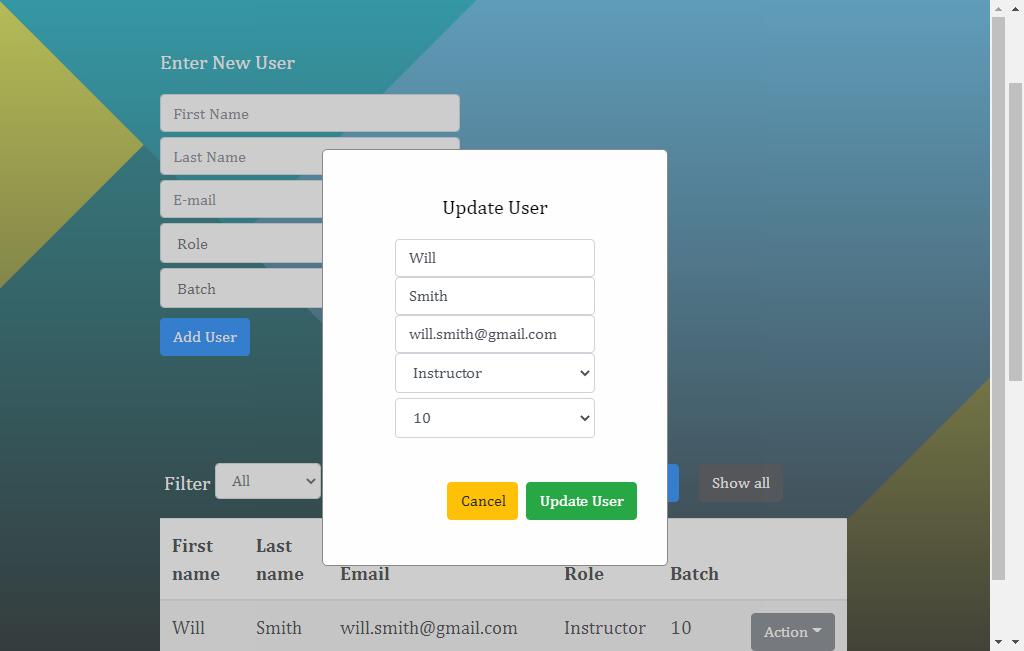 Enter New User
First Name
Last Name
E-mail
Role
Batch
Add User
Update User
Will
Smith
will.smith@gmail.com
Instructor
10
Cancel Update User
Filter All Show all
First name Last name Email Role Batch
Will Smith will.smith@gmail.com Instructor 10 Action